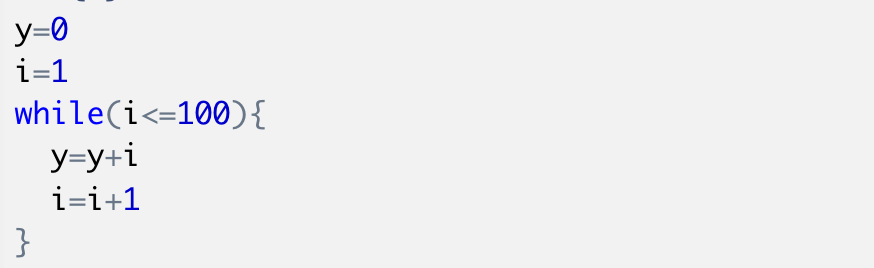 y=0
i=1
while(i<=100){
  y=y+i
  i=i+1
}